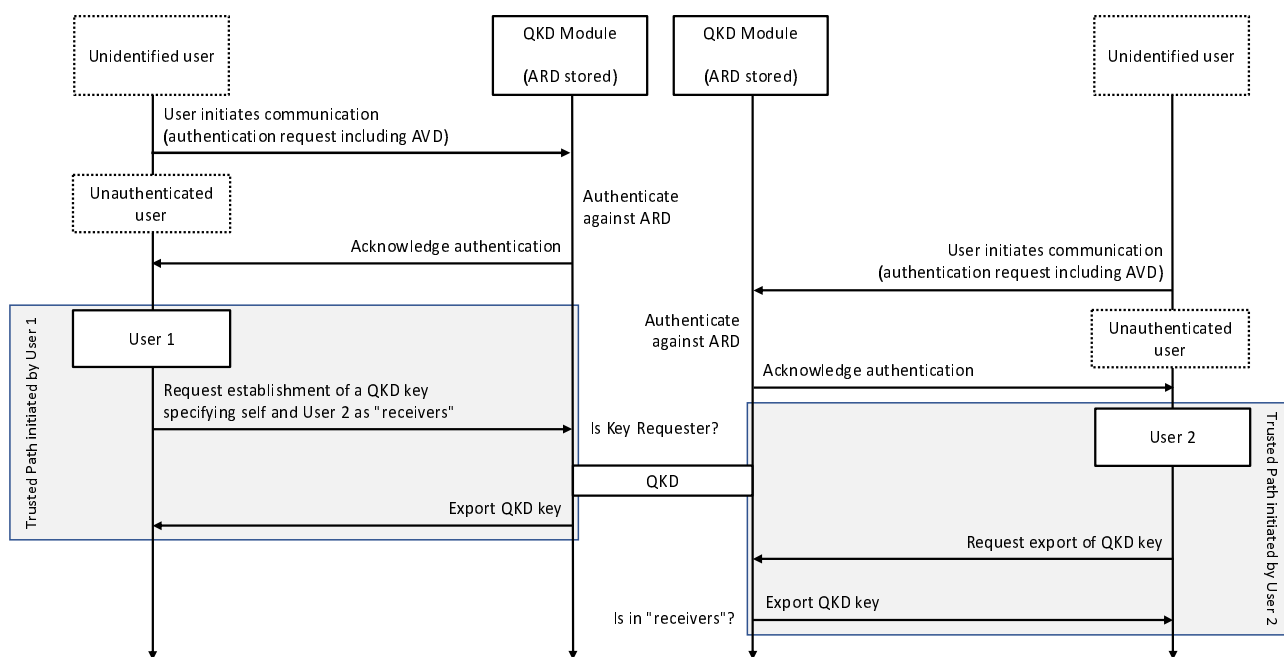 Unidentified user
QKD Module
(ARD stored)
QKD Module
(ARD stored)
Unidentified user
User initiates communication
(authentication request including AVD)
Unauthenticated
user
Authenticate
against ARD
Acknowledge authentication
User initiates communication
(authentication request including AVD)
Trusted Path initiated by User 1
User 1
Authenticate
against ARD
Unauthenticated
user
Acknowledge authentication
Request establishment of a QKD key
specifying self and User 2 as "receivers"
Is Key Requester?
User 2
Trusted Path initiated by User 2
QKD
Export QKD key
Request export of QKD key
Is in "receivers"?
Export QKD key